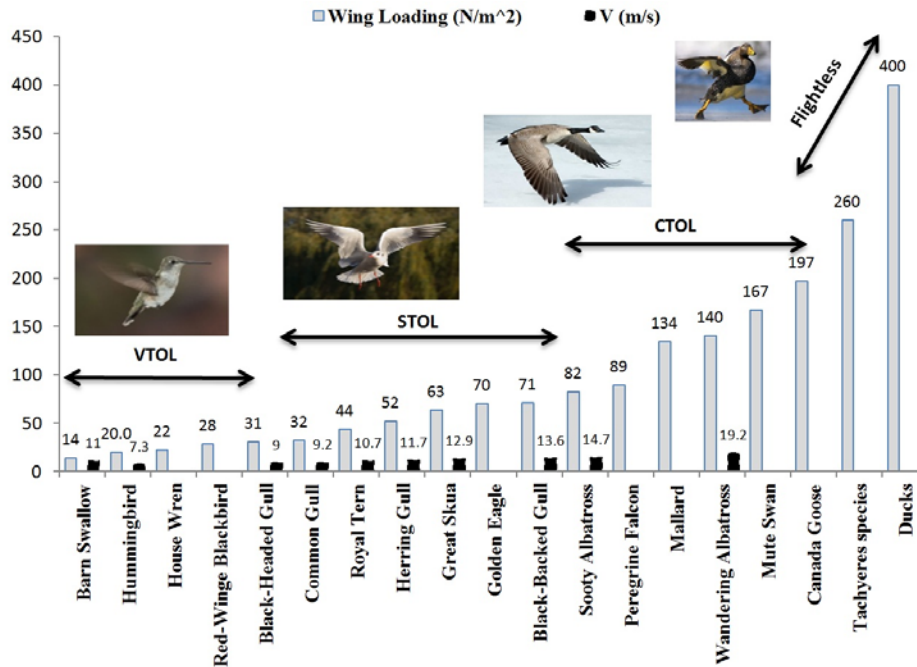 Wing Loading (N/m^2) V (m/s)
450
400
350
300
250
200
150
100
50
0
VTOL
STOL
CTOL
Flightless
14 11 20.0 7.3 22 28 31 9 32 9.2 44 10.7 52 11.7 63 12.9 70 71 13.6 82 14.7 89 134 140 19.2 167 197 260 400
Barn Swallow
Hummingbird
House Wren
Red-Winge Blackbird
Black-Headed Gull
Common Gull
Royal Tern
Herring Gull
Great Skua
Golden Eagle
Black-Backed Gull
Sooty Albatross
Peregrine Falcon
Mallard
Wandering Albatross
Mute Swan
Canada Goose
Tachyeres species
Ducks